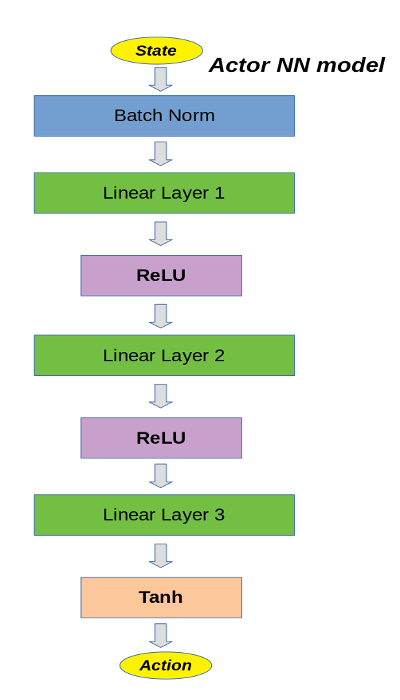 State
Actor NN model
Batch Norm
Linear Layer 1
ReLU
Linear Layer 2
ReLU
Linear Layer 3
Tanh
Action